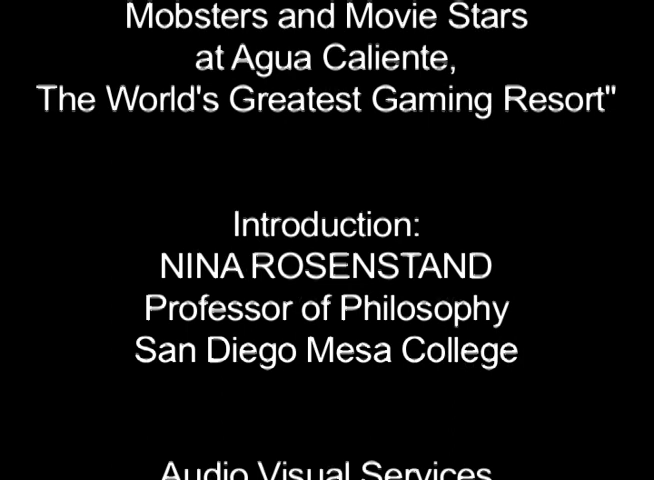 Mobsters and Movie Stars
at Agua Caliente,
The World's Greatest Gaming Resort"
Introduction:
NINA ROSENSTAND
Professor of Philosophy
San Diego Mesa College
Audio Visual Services